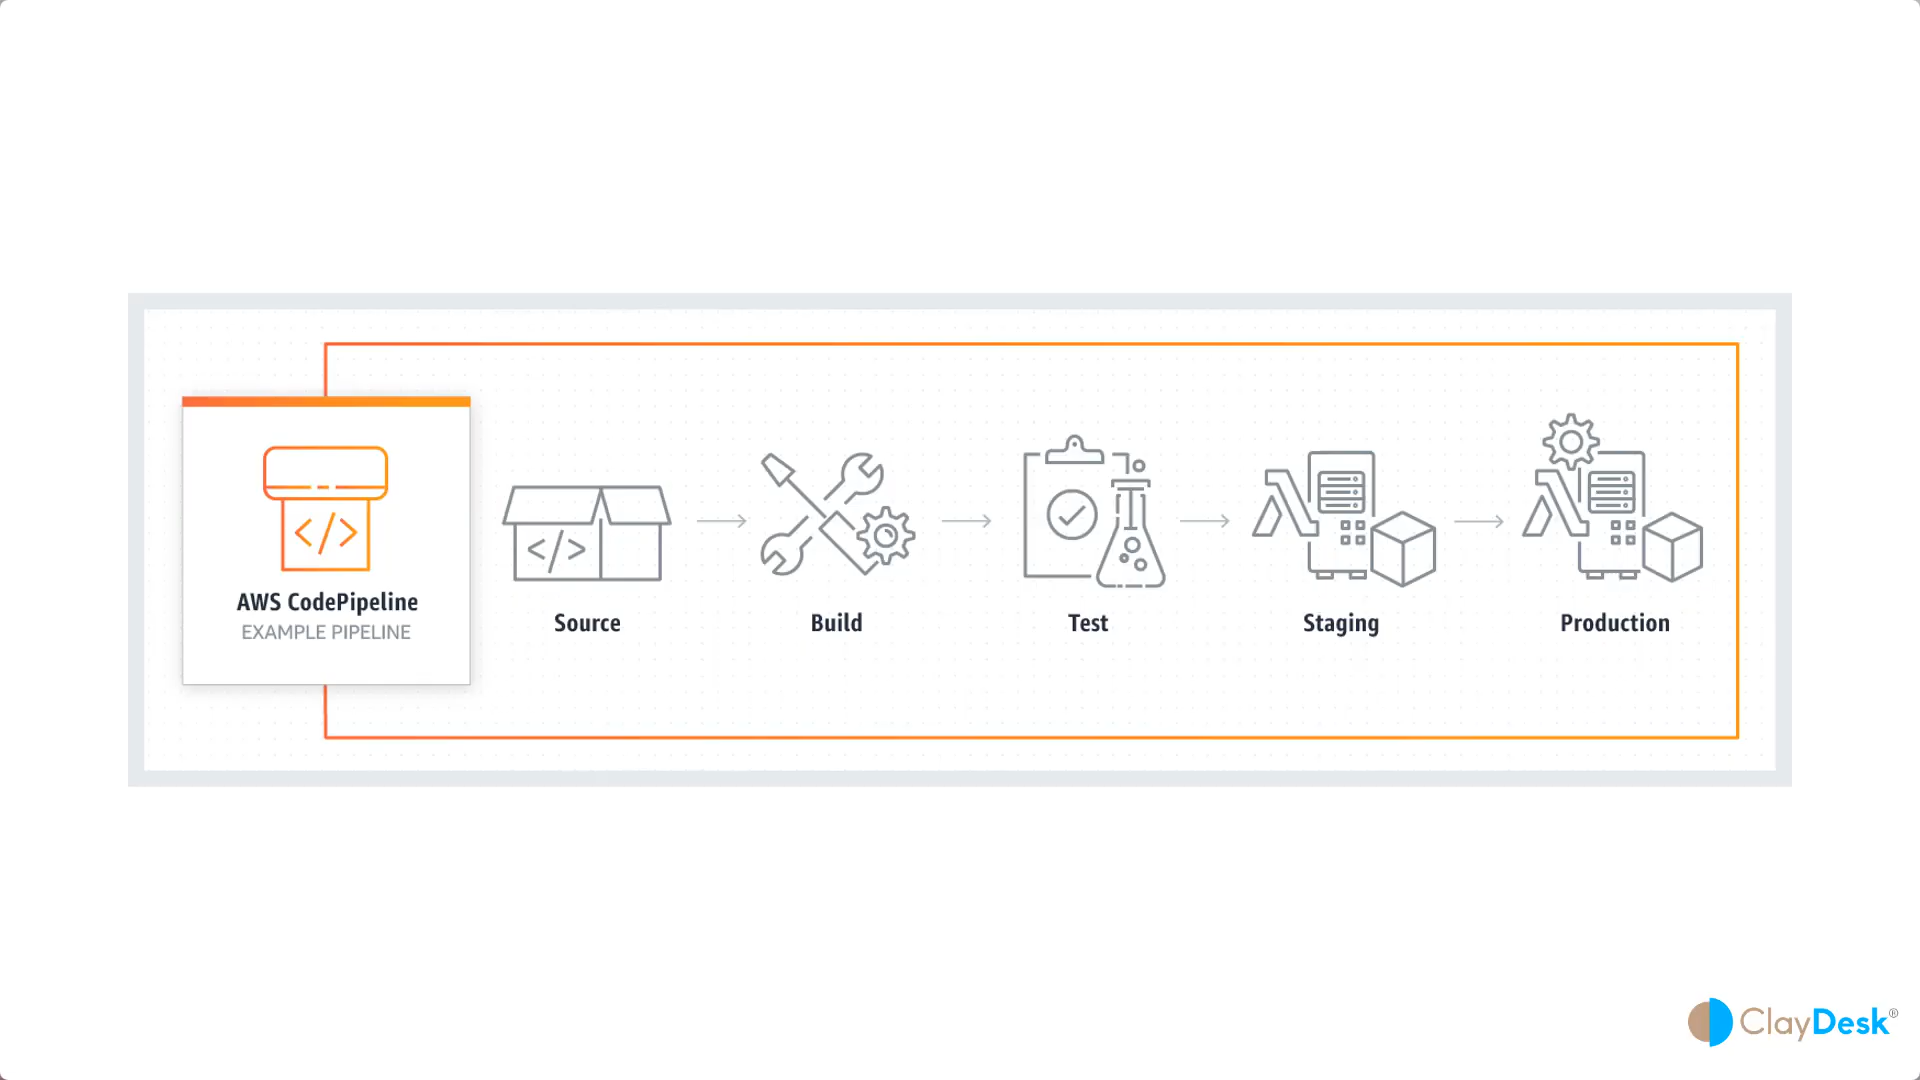 AWS CodePipeline
EXAMPLE PIPELINE
</>
</>
Source
Build
Test
Staging
Production
ClayDesk®